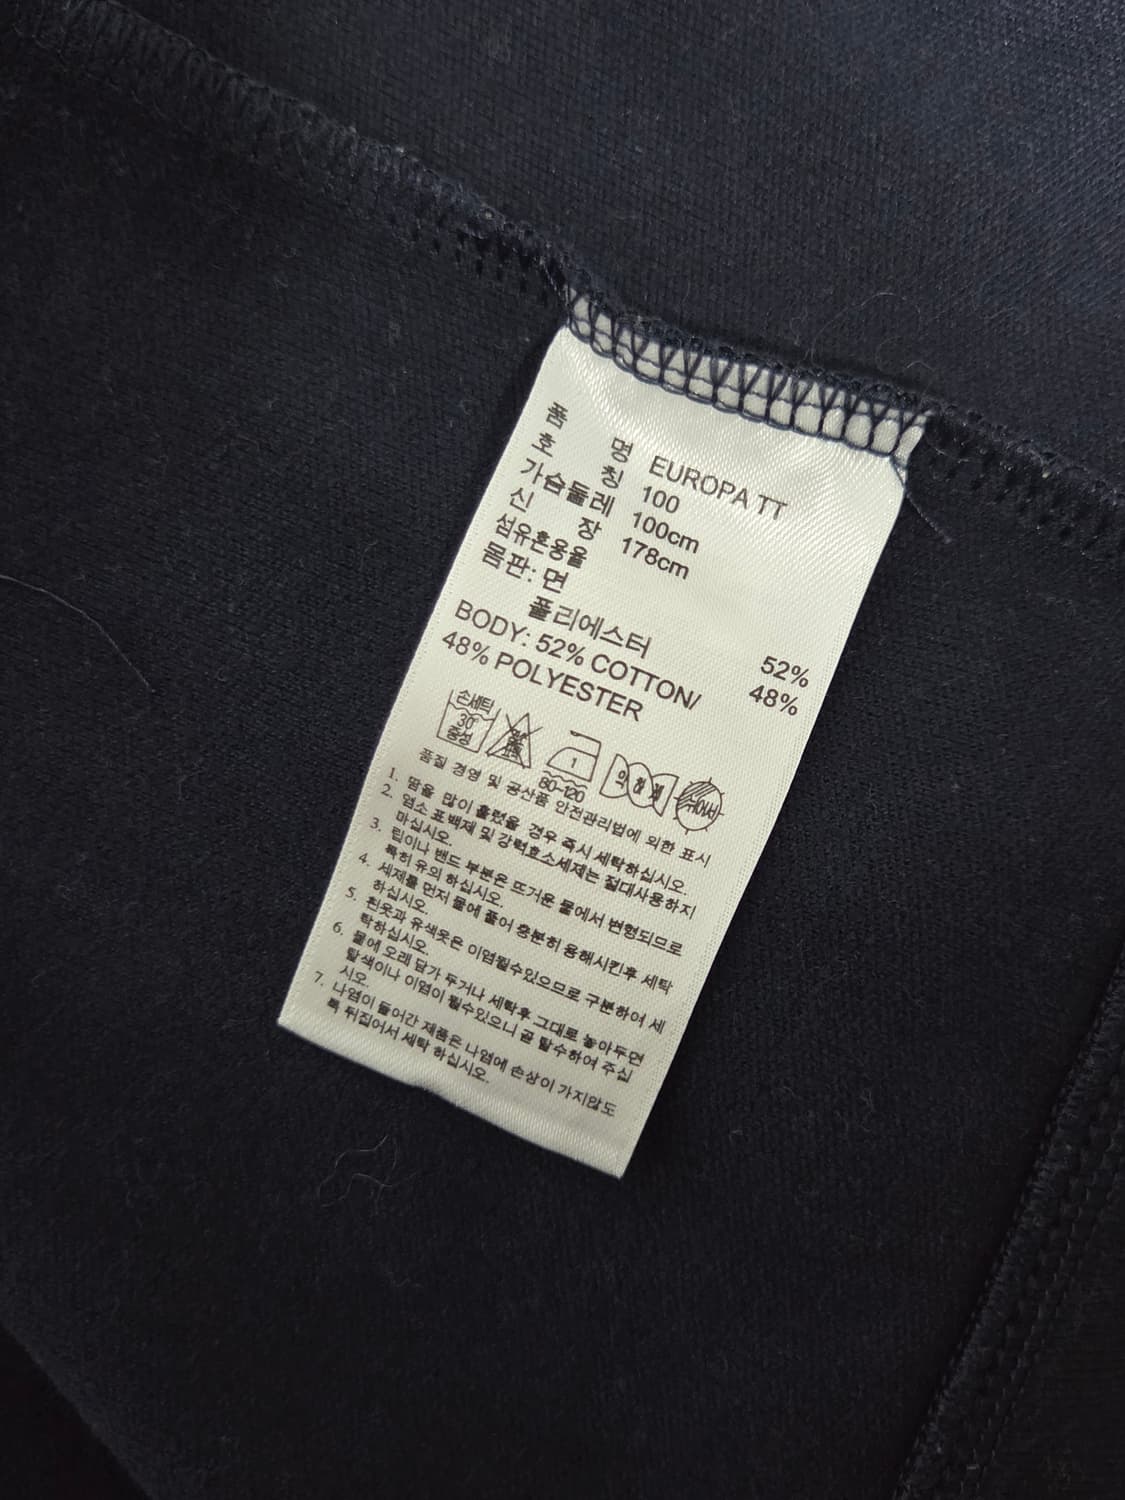 품 명 EUROPA TT
호 칭 100
가슴둘레 100cm
신 장 178cm
섬유혼용율
몸판: 면 52%
폴리에스터 48%
BODY: 52% COTTON/
48% POLYESTER
손세탁
30
중성
1
80~120
약하게
뉘어서
품질 경영 및 공산품 안전관리법에 의한 표시
1. 땀을 많이 흘렸을 경우 즉시 세탁하십시오.
2. 염소 표백제 및 강력효소세제는 절대사용하지
마십시오.
3. 립이나 밴드 부분은 뜨거운 물에서 변형되므로
특히 유의 하십시오.
4. 세제를 먼저 물에 풀어 충분히 용해시킨후 세탁
하십시오.
5. 흰옷과 유색옷은 이염될수있으므로 구분하여 세
탁하십시오.
6. 물에 오래 담가 두거나 세탁후 그대로 놓아두면
탈색이나 이염이 될수있으니 곧 탈수하여 주십
시오.
7. 나염이 들어간 제품은 나염에 손상이 가지않도
록 뒤집어서 세탁 하십시오.